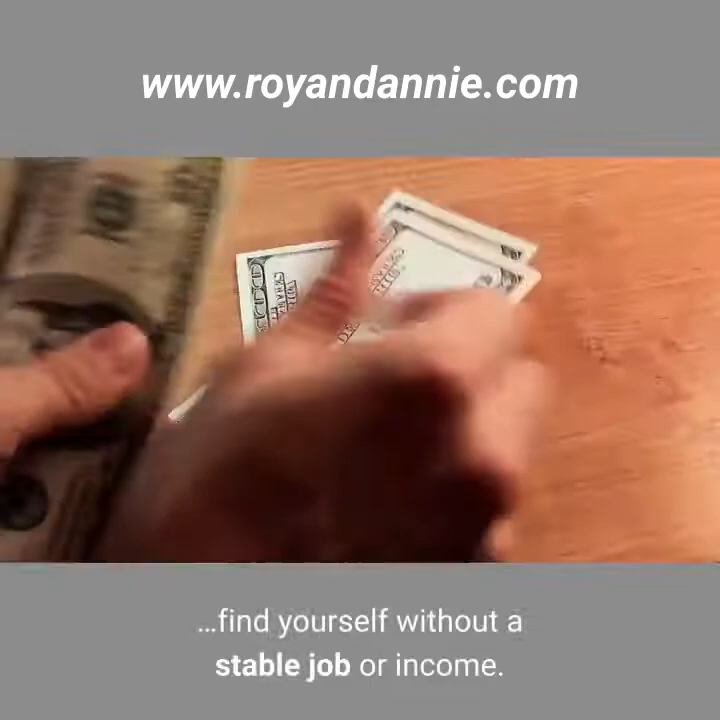 www.royandannie.com
...find yourself without a
stable job or income.